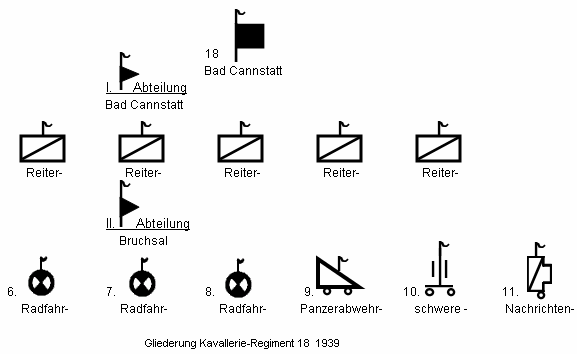 18
Bad Cannstatt
I. Abteilung
Bad Cannstatt
Reiter- Reiter- Reiter- Reiter- Reiter-
II. Abteilung
Bruchsal
6. 7. 8. 9. 10. 11.
Radfahr- Radfahr- Radfahr- Panzerabwehr- schwere - Nachrichten-
Gliederung Kavallerie-Regiment 18 1939